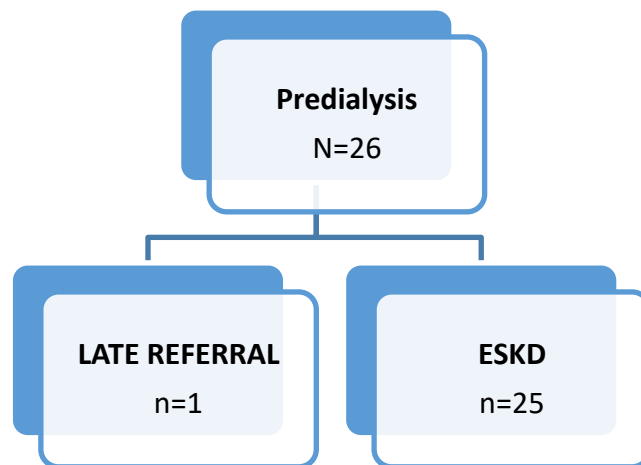 Predialysis
N=26
LATE REFERRAL
n=1
ESKD
n=25